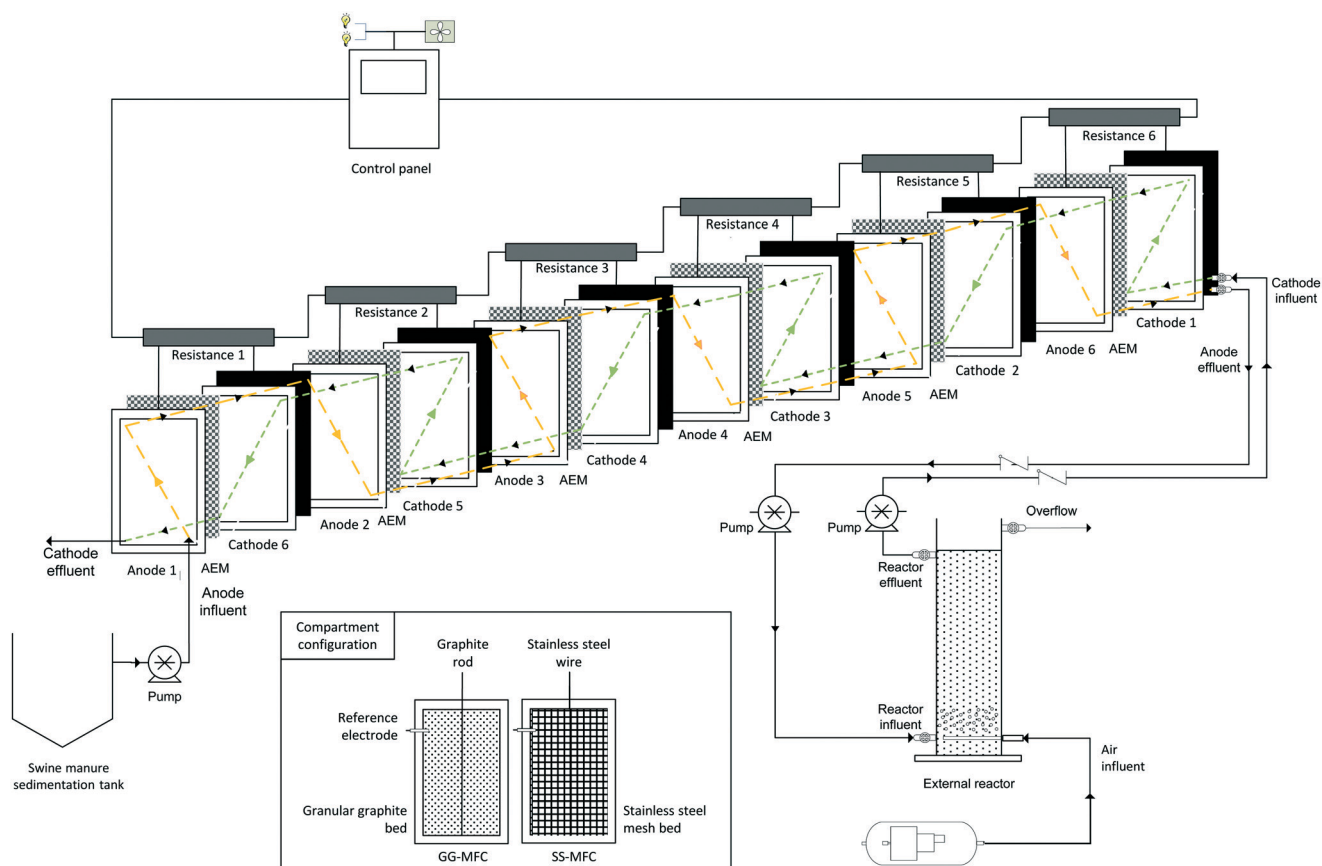 Control panel
Resistance 6
Resistance 5
Resistance 4
Resistance 3
Resistance 2
Resistance 1
Cathode
influent
Cathode 1
AEM
Anode 6
Anode
effluent
Cathode 2
AEM
Anode 5
Cathode 3
AEM
Anode 4
Cathode 4
AEM
Anode 3
Cathode 5
AEM
Anode 2
Cathode 6
AEM
Anode 1
Cathode
effluent
Anode
influent
Pump
Swine manure
sedimentation tank
Compartment
configuration
Graphite
rod
Stainless steel
wire
Reference
electrode
Granular graphite
bed
Stainless steel
mesh bed
GG-MFC
SS-MFC
Pump
Pump
Overflow
Reactor
effluent
Reactor
influent
Air
influent
External reactor